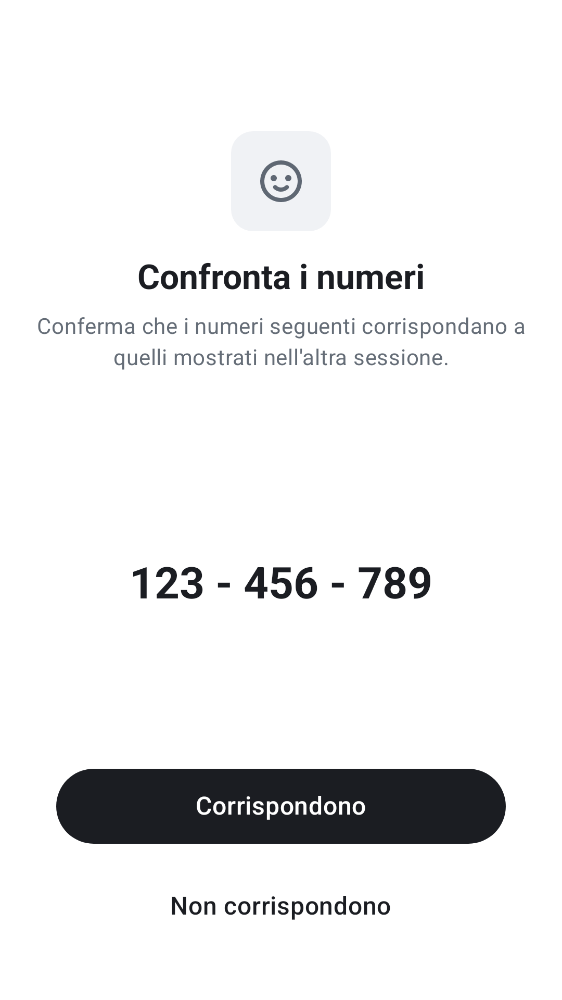 Confronta i numeri
Conferma che i numeri seguenti corrispondano a
quelli mostrati nell'altra sessione.
123 - 456 - 789
Corrispondono
Non corrispondono